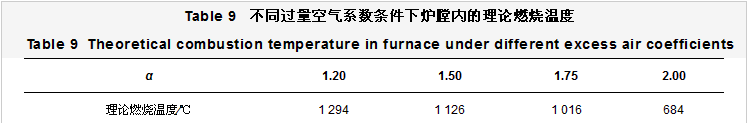 Table 9 不同过量空气系数条件下炉膛内的理论燃烧温度
Table 9 Theoretical combustion temperature in furnace under different excess air coefficients
α 1.20 1.50 1.75 2.00
理论燃烧温度/℃ 1 294 1 126 1 016 684